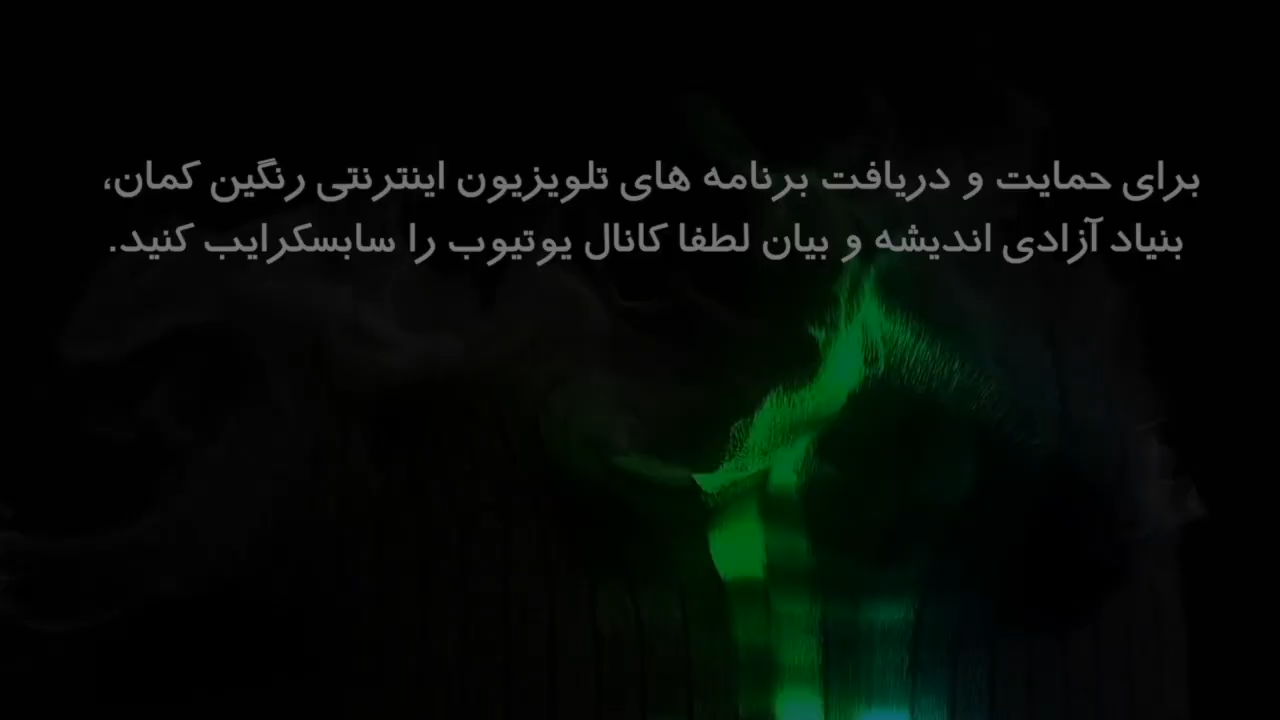 برای حمایت و دریافت برنامه های تلویزیون اینترنتی رنگین کمان،
بنیاد آزادی اندیشه و بیان لطفا کانال یوتیوب را سابسکرایب کنید.